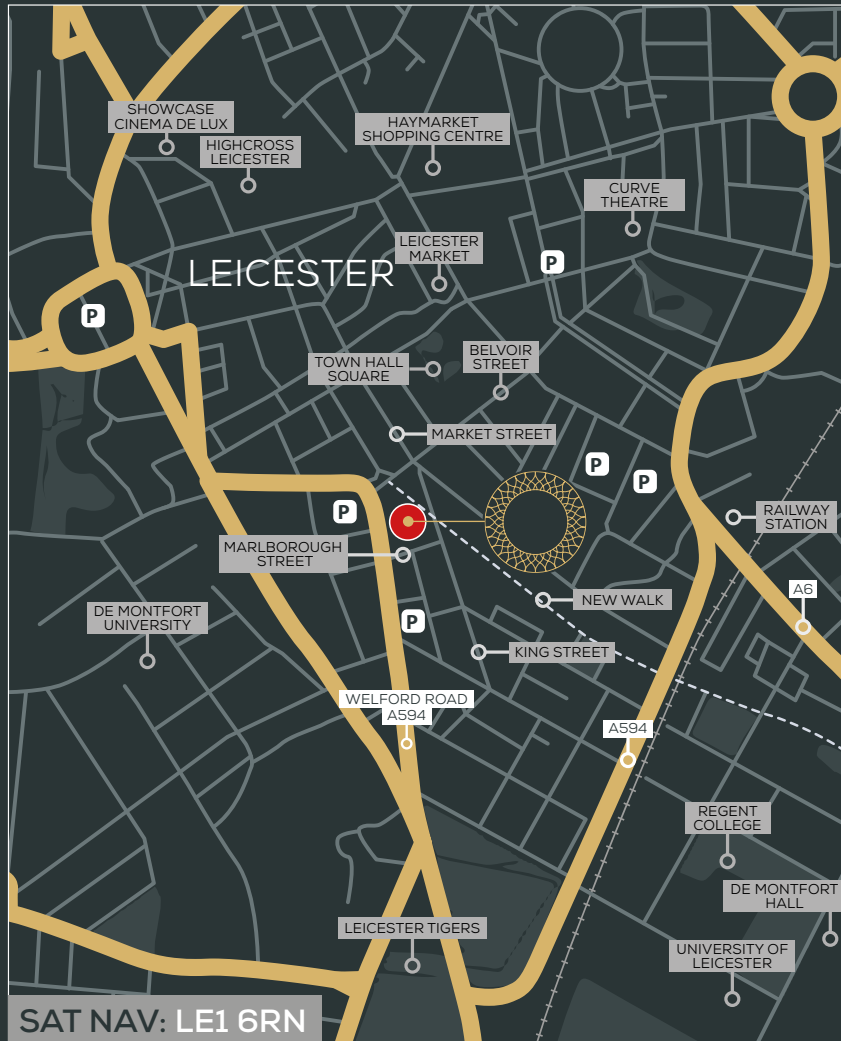 SHOWCASE
CINEMA DE LUX
HIGHCROSS
LEICESTER
HAYMARKET
SHOPPING CENTRE
CURVE
THEATRE
LEICESTER
MARKET
LEICESTER
P
P
TOWN HALL
SQUARE
BELVOIR
STREET
MARKET STREET
P
P
P
RAILWAY
STATION
MARLBOROUGH
STREET
DE MONTFORT
UNIVERSITY
NEW WALK
A6
P
KING STREET
WELFORD ROAD
A594
A594
REGENT
COLLEGE
DE MONTFORT
HALL
LEICESTER TIGERS
UNIVERSITY OF
LEICESTER
SAT NAV: LE1 6RN